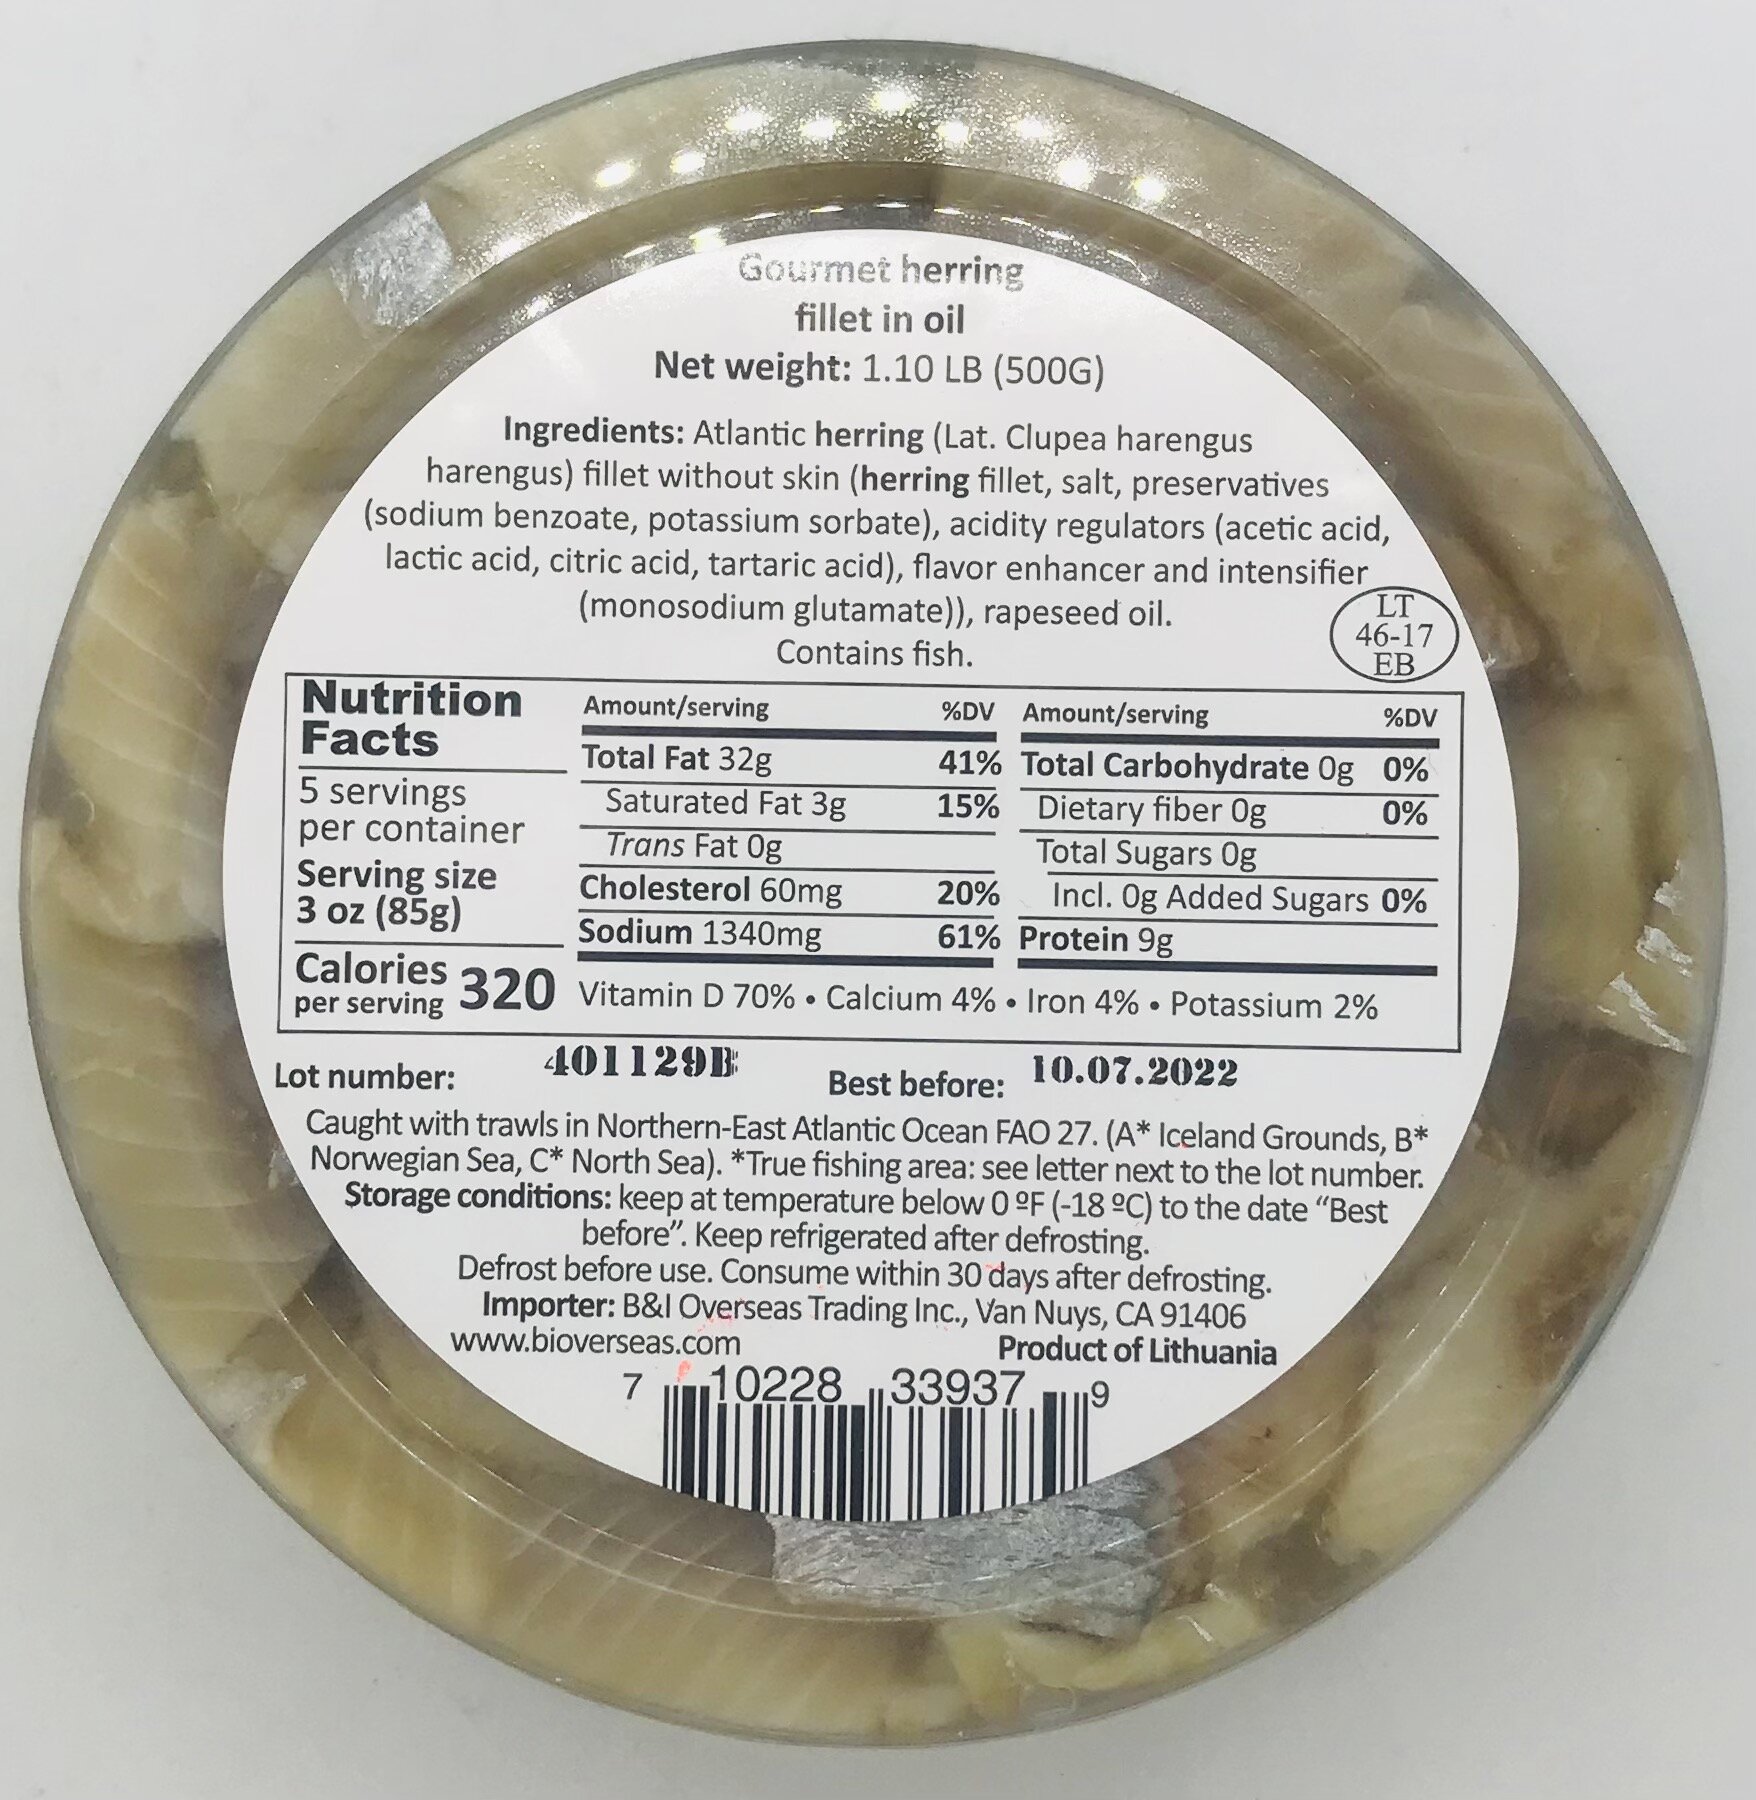 Gourmet herring
fillet in oil
Net weight: 1.10 LB (500G)
Ingredients: Atlantic herring (Lat. Clupea harengus
harengus) fillet without skin (herring fillet, salt, preservatives
(sodium benzoate, potassium sorbate), acidity regulators (acetic acid,
lactic acid, citric acid, tartaric acid), flavor enhancer and intensifier
(monosodium glutamate)), rapeseed oil.
Contains fish.
LT
46-17
EB
Nutrition
Facts
5 servings
per container
Serving size
3 oz (85g)
Calories
per serving 320
Amount/serving %DV
Total Fat 32g 41%
Saturated Fat 3g 15%
Trans Fat 0g
Cholesterol 60mg 20%
Sodium 1340mg 61%
Amount/serving %DV
Total Carbohydrate 0g 0%
Dietary fiber 0g 0%
Total Sugars 0g
Incl. 0g Added Sugars 0%
Protein 9g
Vitamin D 70% • Calcium 4% • Iron 4% • Potassium 2%
Lot number: 401129B Best before: 10.07.2022
Caught with trawls in Northern-East Atlantic Ocean FAO 27. (A* Iceland Grounds, B*
Norwegian Sea, C* North Sea). *True fishing area: see letter next to the lot number.
Storage conditions: keep at temperature below 0 ºF (-18 ºC) to the date “Best
before”. Keep refrigerated after defrosting.
Defrost before use. Consume within 30 days after defrosting.
Importer: B&I Overseas Trading Inc., Van Nuys, CA 91406
www.bioverseas.com Product of Lithuania
7 10228 33937 9